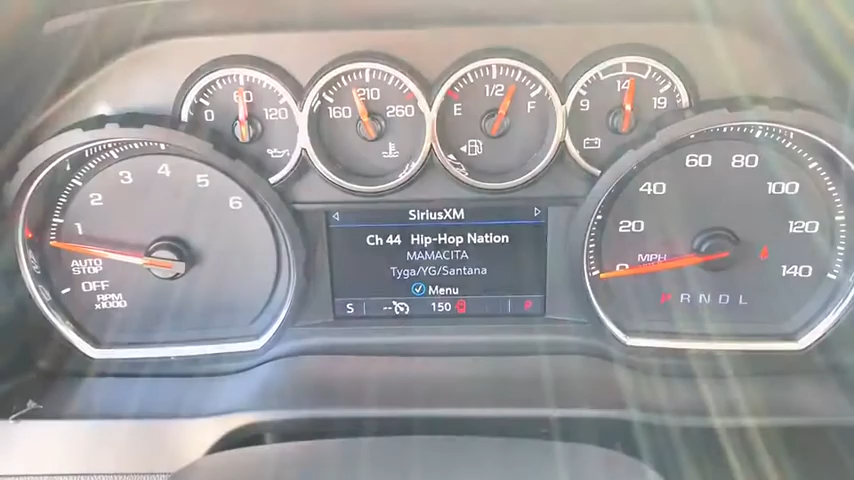 0 60 120
160 210 260
E 1/2 F
9 14 19
1 2 3 4 5 6
AUTO
STOP
OFF
RPM
X1000
SiriusXM
Ch 44 Hip-Hop Nation
MAMACITA
Tyga/YG/Santana
Menu
S -- 150 P
0 20 40 60 80 100 120 140
MPH
P R N D L